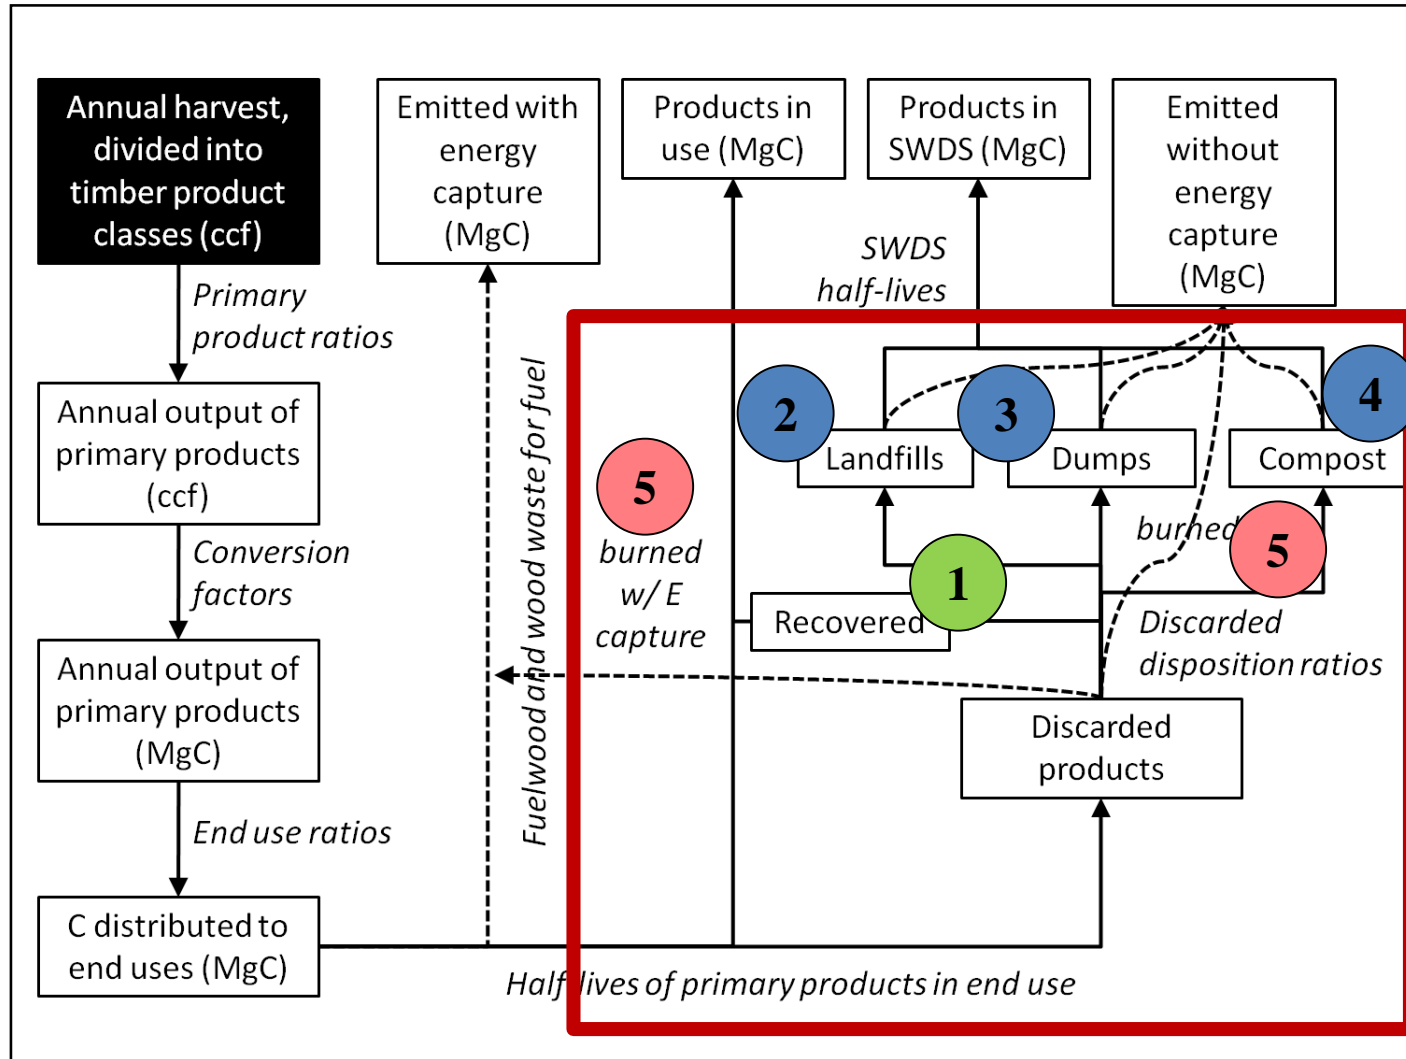 Annual harvest,
divided into
timber product
classes (ccf)
Emitted with
energy
capture
(MgC)
Products in
use (MgC)
Products in
SWDS (MgC)
Emitted
without
energy
capture
(MgC)
SWDS
half-lives
Primary
product ratios
Annual output of
primary products
(ccf)
Conversion
factors
Annual output of
primary products
(MgC)
End use ratios
C distributed to
end uses (MgC)
Fuelwood and wood waste for fuel
5
burned
w/ E
capture
2
Landfills
3
Dumps
4
Compost
burned
5
1
Recovered
Discarded
disposition ratios
Discarded
products
Half lives of primary products in end use